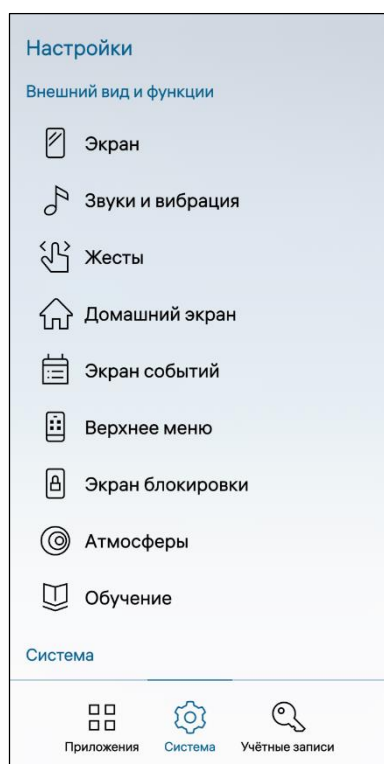 Настройки
Внешний вид и функции
Экран
Звуки и вибрация
Жесты
Домашний экран
Экран событий
Верхнее меню
Экран блокировки
Атмосферы
Обучение
Система
Приложения Система Учётные записи